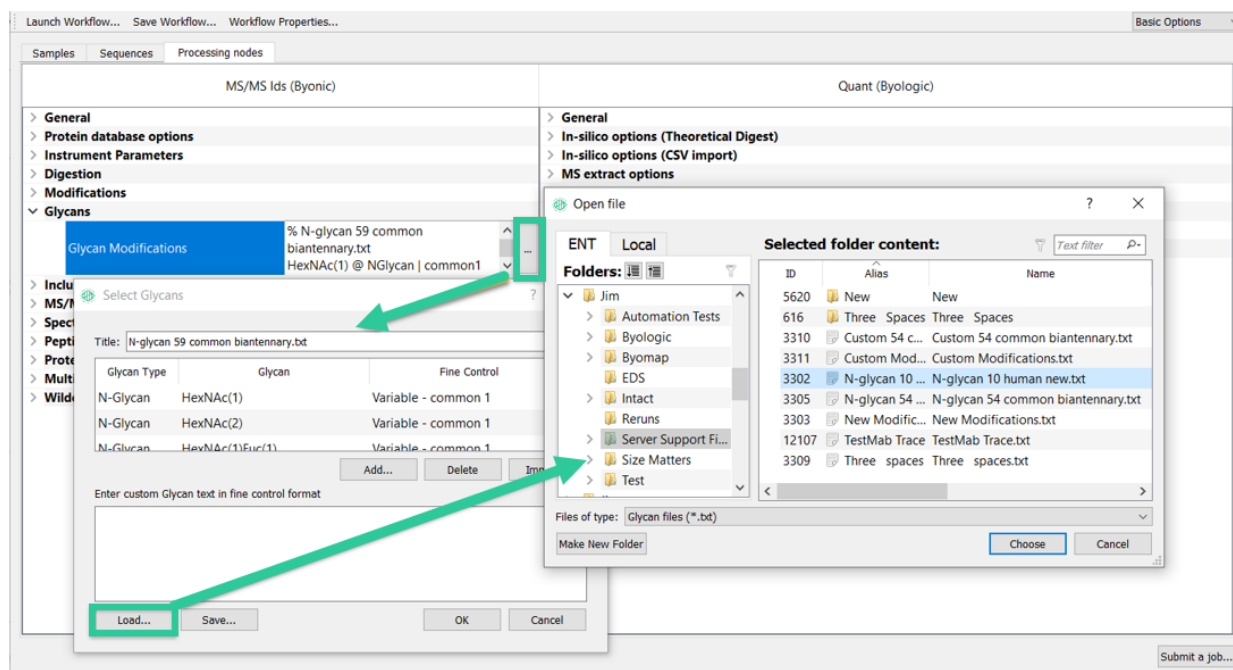 Launch Workflow... Save Workflow... Workflow Properties...
Basic Options
Samples Sequences Processing nodes
MS/MS Ids (Byonic)
Quant (Byologic)
General
Protein database options
Instrument Parameters
Digestion
Modifications
Glycans
Glycan Modifications
% N-glycan 59 common
biantennary.txt
HexNAc(1) @ NGlycan | common1
...
General
In-silico options (Theoretical Digest)
In-silico options (CSV import)
MS extract options
Select Glycans
?
Title: N-glycan 59 common biantennary.txt
Glycan Type Glycan Fine Control
N-Glycan HexNAc(1) Variable - common 1
N-Glycan HexNAc(2) Variable - common 1
N-Glycan HexNAc(1)Fuc(1) Variable - common 1
Add... Delete
Enter custom Glycan text in fine control format
Load... Save... OK Cancel
Open file
?
ENT Local
Folders:
Jim
Automation Tests
Byologic
Byomap
EDS
Intact
Reruns
Server Support Fi...
Size Matters
Test
Selected folder content:
Text filter
ID Alias Name
5620 New New
616 Three Spaces Three Spaces
3310 Custom 54 c... Custom 54 common biantennary.txt
3311 Custom Mod... Custom Modifications.txt
3302 N-glycan 10 ... N-glycan 10 human new.txt
3305 N-glycan 54 ... N-glycan 54 common biantennary.txt
3303 New Modific... New Modifications.txt
12107 TestMab Trace TestMab Trace.txt
3309 Three spaces Three spaces.txt
Files of type: Glycan files (*.txt)
Make New Folder Choose Cancel
Submit a job...